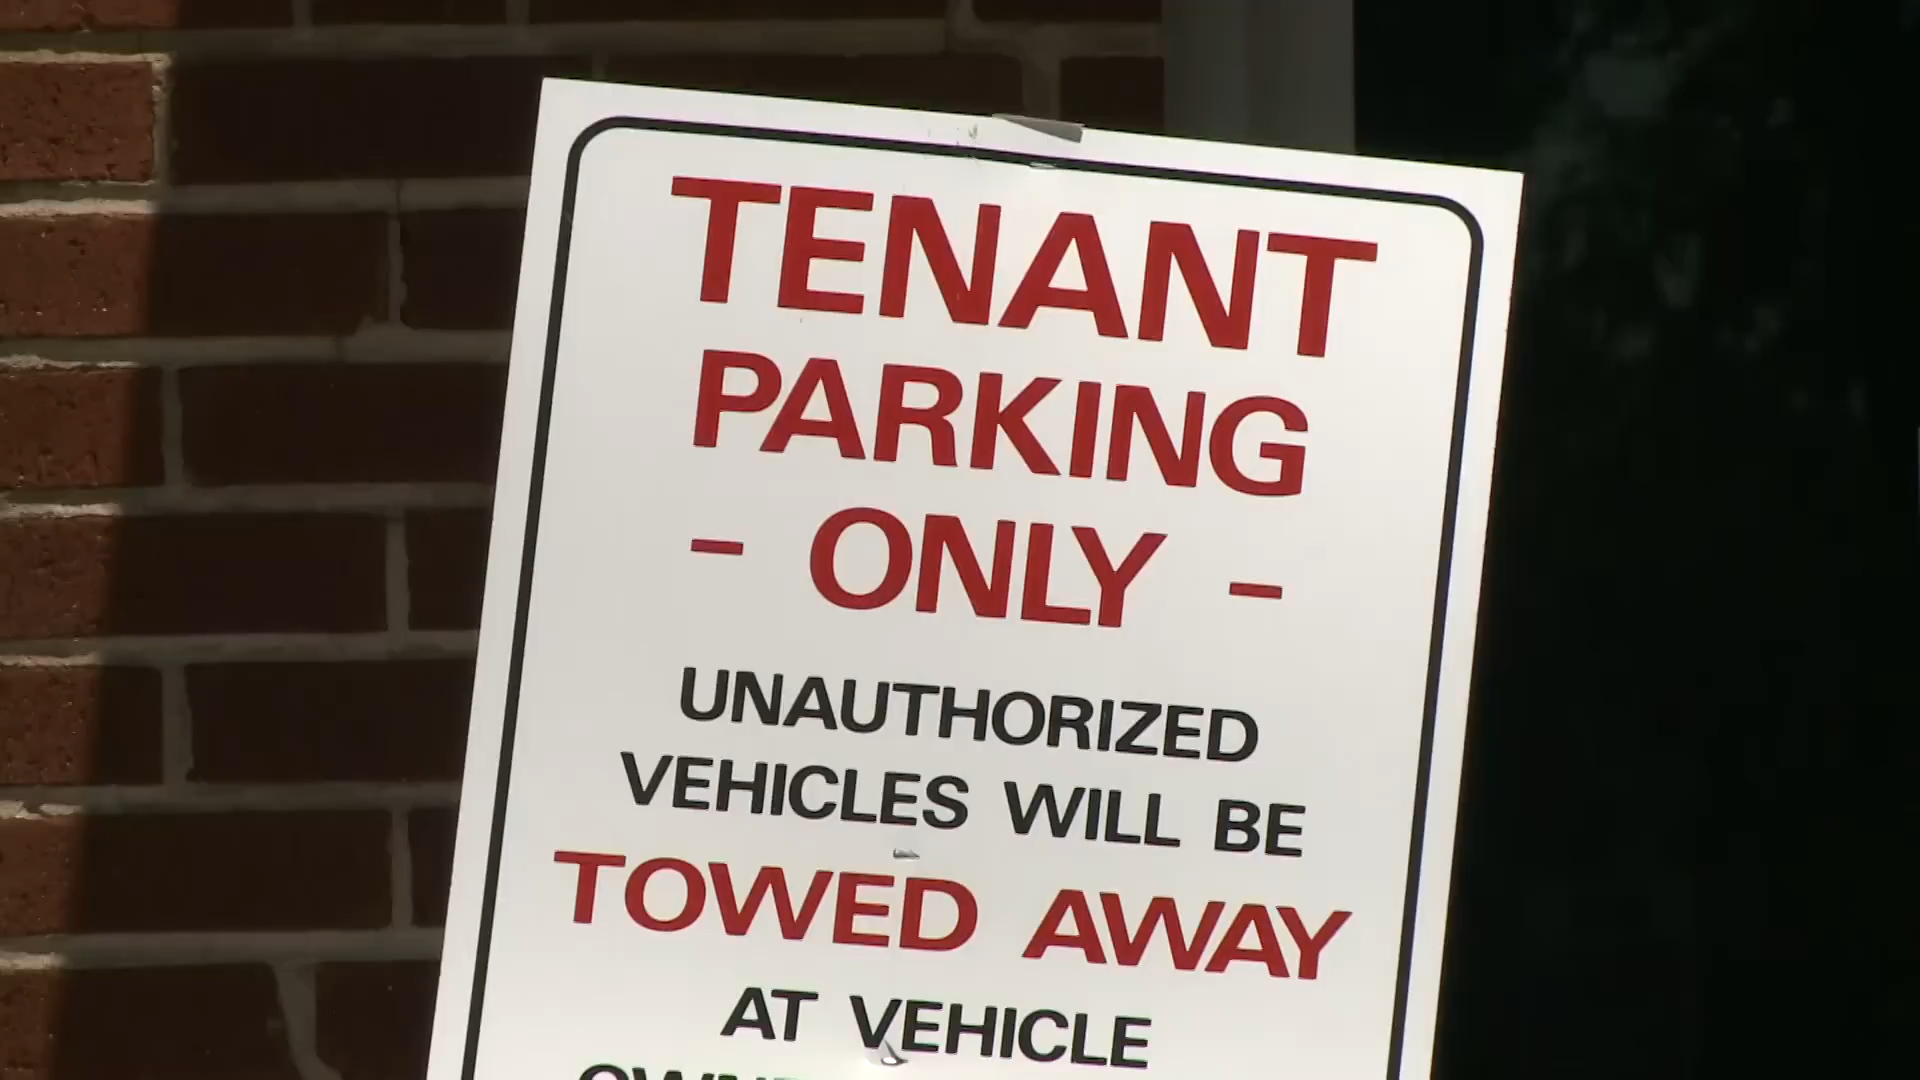 TENANT
PARKING
- ONLY -
UNAUTHORIZED
VEHICLES WILL BE
TOWED AWAY
AT VEHICLE